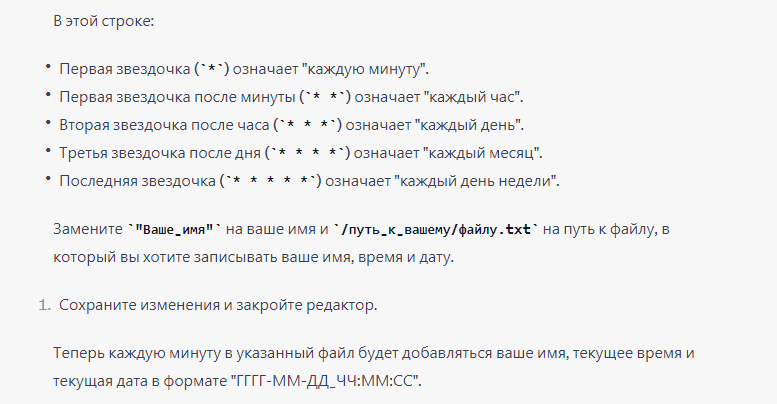 В этой строке:
• Первая звездочка (`*`) означает "каждую минуту".
• Первая звездочка после минуты (`* *`) означает "каждый час".
• Вторая звездочка после часа (`* * *`) означает "каждый день".
• Третья звездочка после дня (`* * * *`) означает "каждый месяц".
• Последняя звездочка (`* * * * *`) означает "каждый день недели".
Замените `"Ваше_имя"` на ваше имя и `/путь_к_вашему/файлу.txt` на путь к файлу, в
который вы хотите записывать ваше имя, время и дату.
1. Сохраните изменения и закройте редактор.
Теперь каждую минуту в указанный файл будет добавляться ваше имя, текущее время и
текущая дата в формате "ГГГГ-ММ-ДД_ЧЧ:ММ:СС".